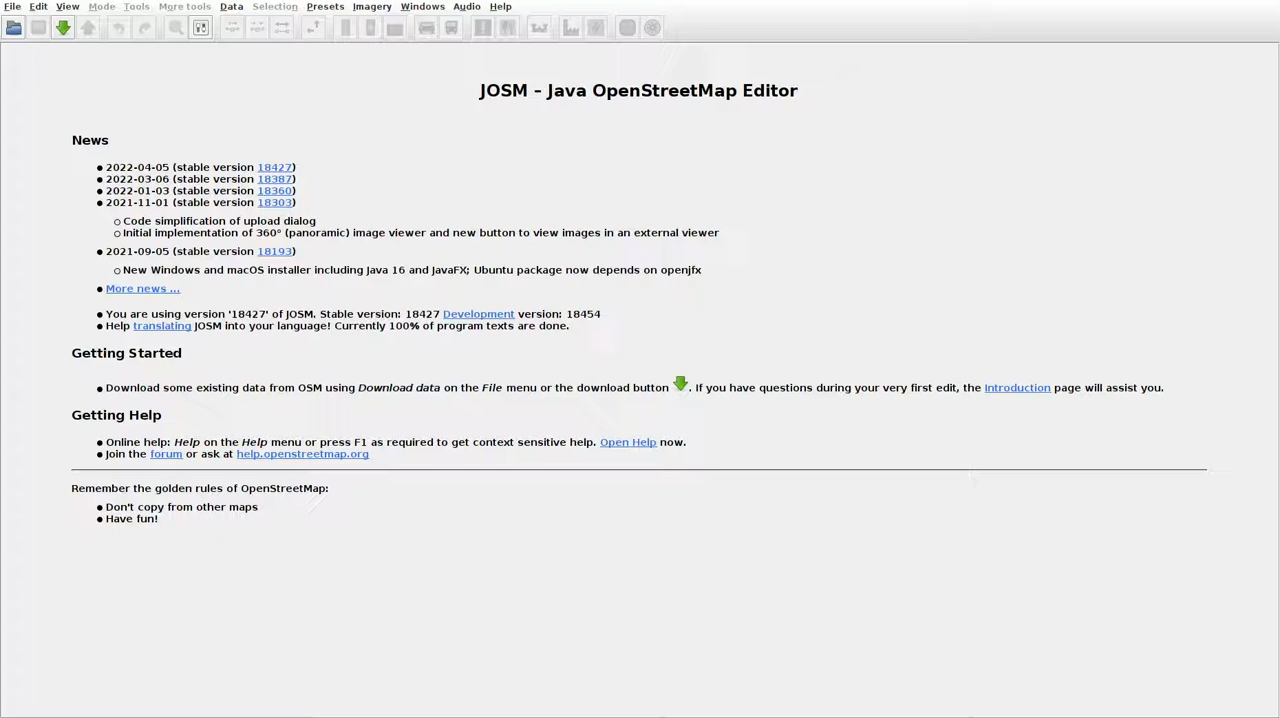 File Edit View Mode Tools More tools Data Selection Presets Imagery Windows Audio Help
JOSM – Java OpenStreetMap Editor
News
2022-04-05 (stable version 18427)
2022-03-06 (stable version 18387)
2022-01-03 (stable version 18360)
2021-11-01 (stable version 18303)
Code simplification of upload dialog
Initial implementation of 360° (panoramic) image viewer and new button to view images in an external viewer
2021-09-05 (stable version 18193)
New Windows and macOS installer including Java 16 and JavaFX; Ubuntu package now depends on openjfx
More news ...
You are using version '18427' of JOSM. Stable version: 18427 Development version: 18454
Help translating JOSM into your language! Currently 100% of program texts are done.
Getting Started
Download some existing data from OSM using Download data on the File menu or the download button . If you have questions during your very first edit, the Introduction page will assist you.
Getting Help
Online help: Help on the Help menu or press F1 as required to get context sensitive help. Open Help now.
Join the forum or ask at help.openstreetmap.org
Remember the golden rules of OpenStreetMap:
Don't copy from other maps
Have fun!